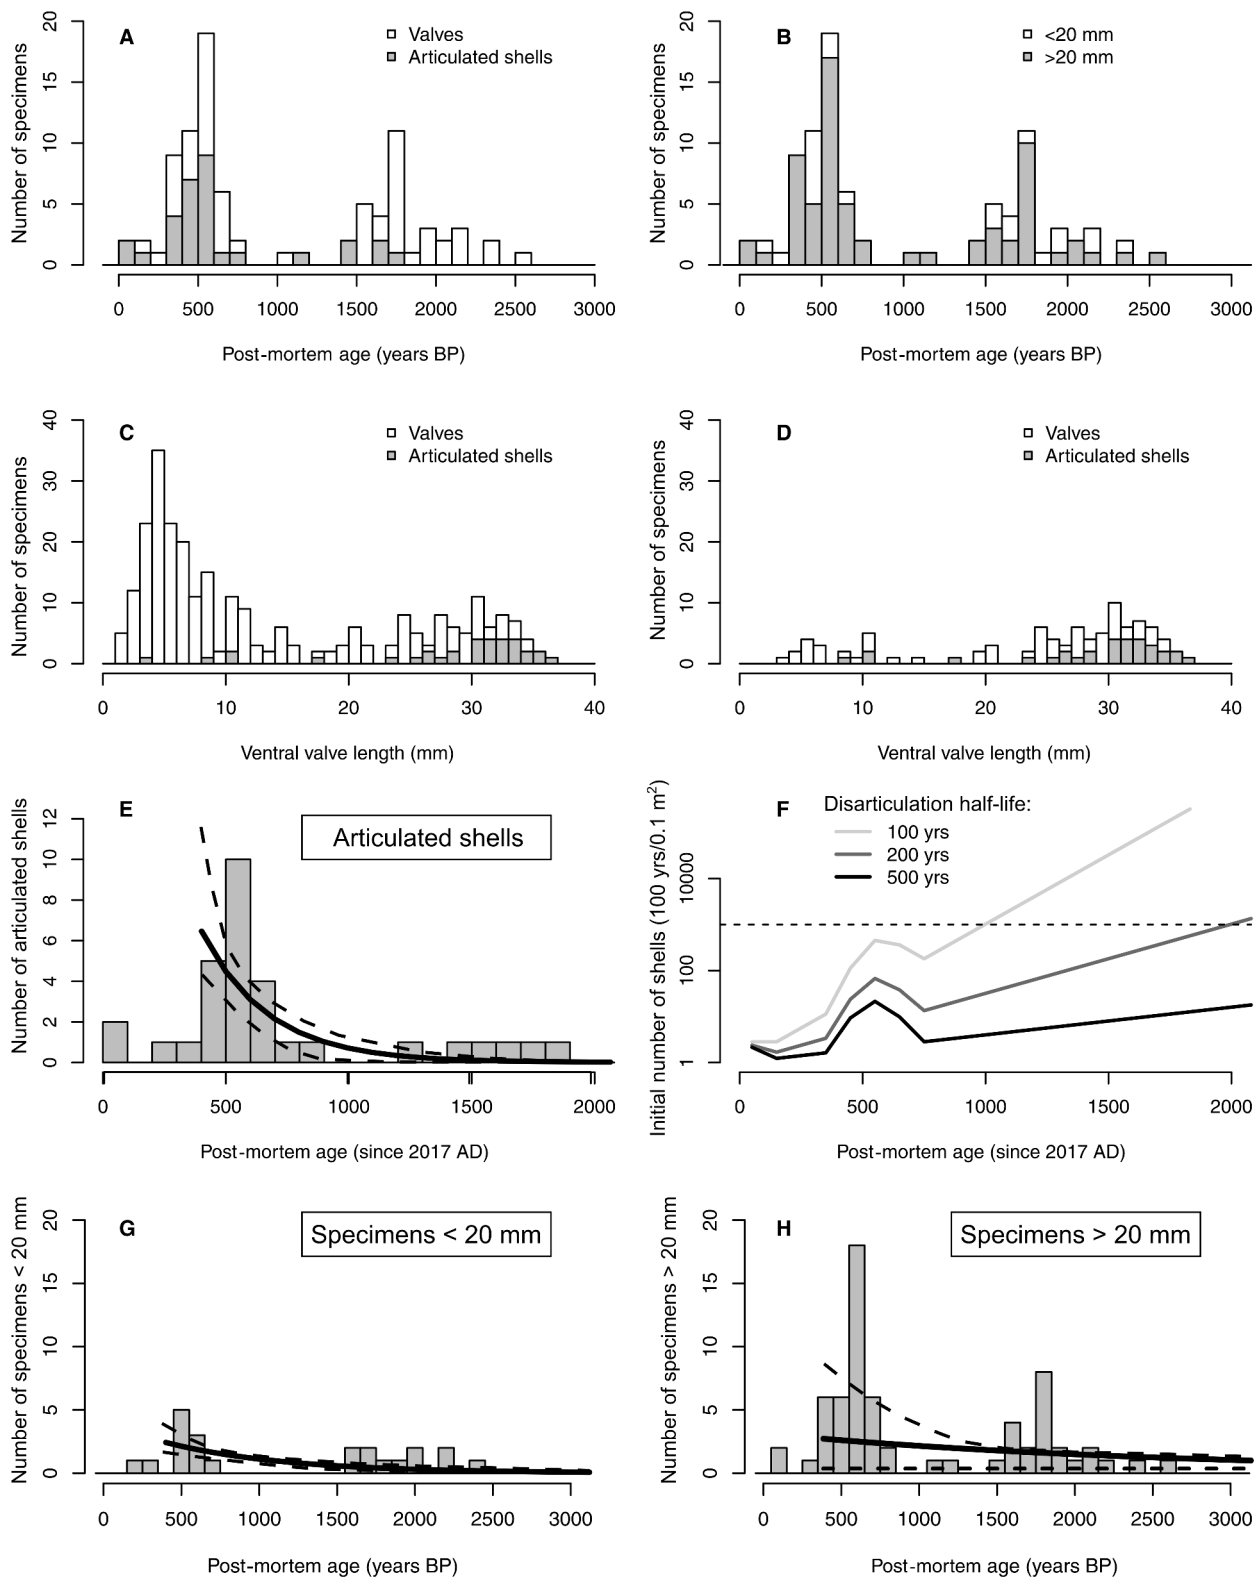 A
Valves
Articulated shells
Number of specimens
0 5 10 15 20
0 500 1000 1500 2000 2500 3000
Post-mortem age (years BP)
B
<20 mm
>20 mm
Number of specimens
0 5 10 15 20
0 500 1000 1500 2000 2500 3000
Post-mortem age (years BP)
C
Valves
Articulated shells
Number of specimens
0 10 20 30 40
0 10 20 30 40
Ventral valve length (mm)
D
Valves
Articulated shells
Number of specimens
0 10 20 30 40
0 10 20 30 40
Ventral valve length (mm)
E
Articulated shells
Number of articulated shells
0 2 4 6 8 10 12
0 500 1000 1500 2000
Post-mortem age (since 2017 AD)
F
Disarticulation half-life:
100 yrs
200 yrs
500 yrs
Initial number of shells (100 yrs/0.1 m²)
1 100 10000
0 500 1000 1500 2000
Post-mortem age (since 2017 AD)
G
Specimens < 20 mm
Number of specimens < 20 mm
0 5 10 15 20
0 500 1000 1500 2000 2500 3000
Post-mortem age (years BP)
H
Specimens > 20 mm
Number of specimens > 20 mm
0 5 10 15 20
0 500 1000 1500 2000 2500 3000
Post-mortem age (years BP)